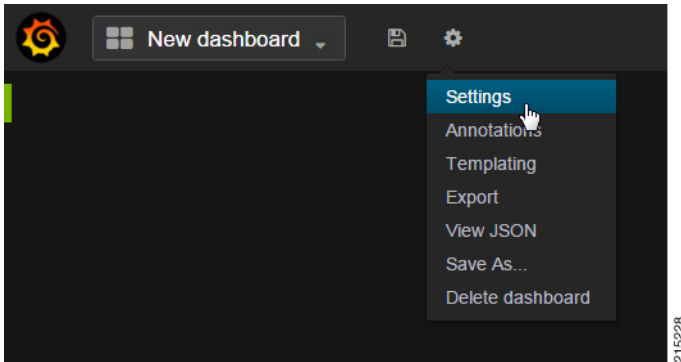 New dashboard
Settings
Annotations
Templating
Export
View JSON
Save As...
Delete dashboard
215228